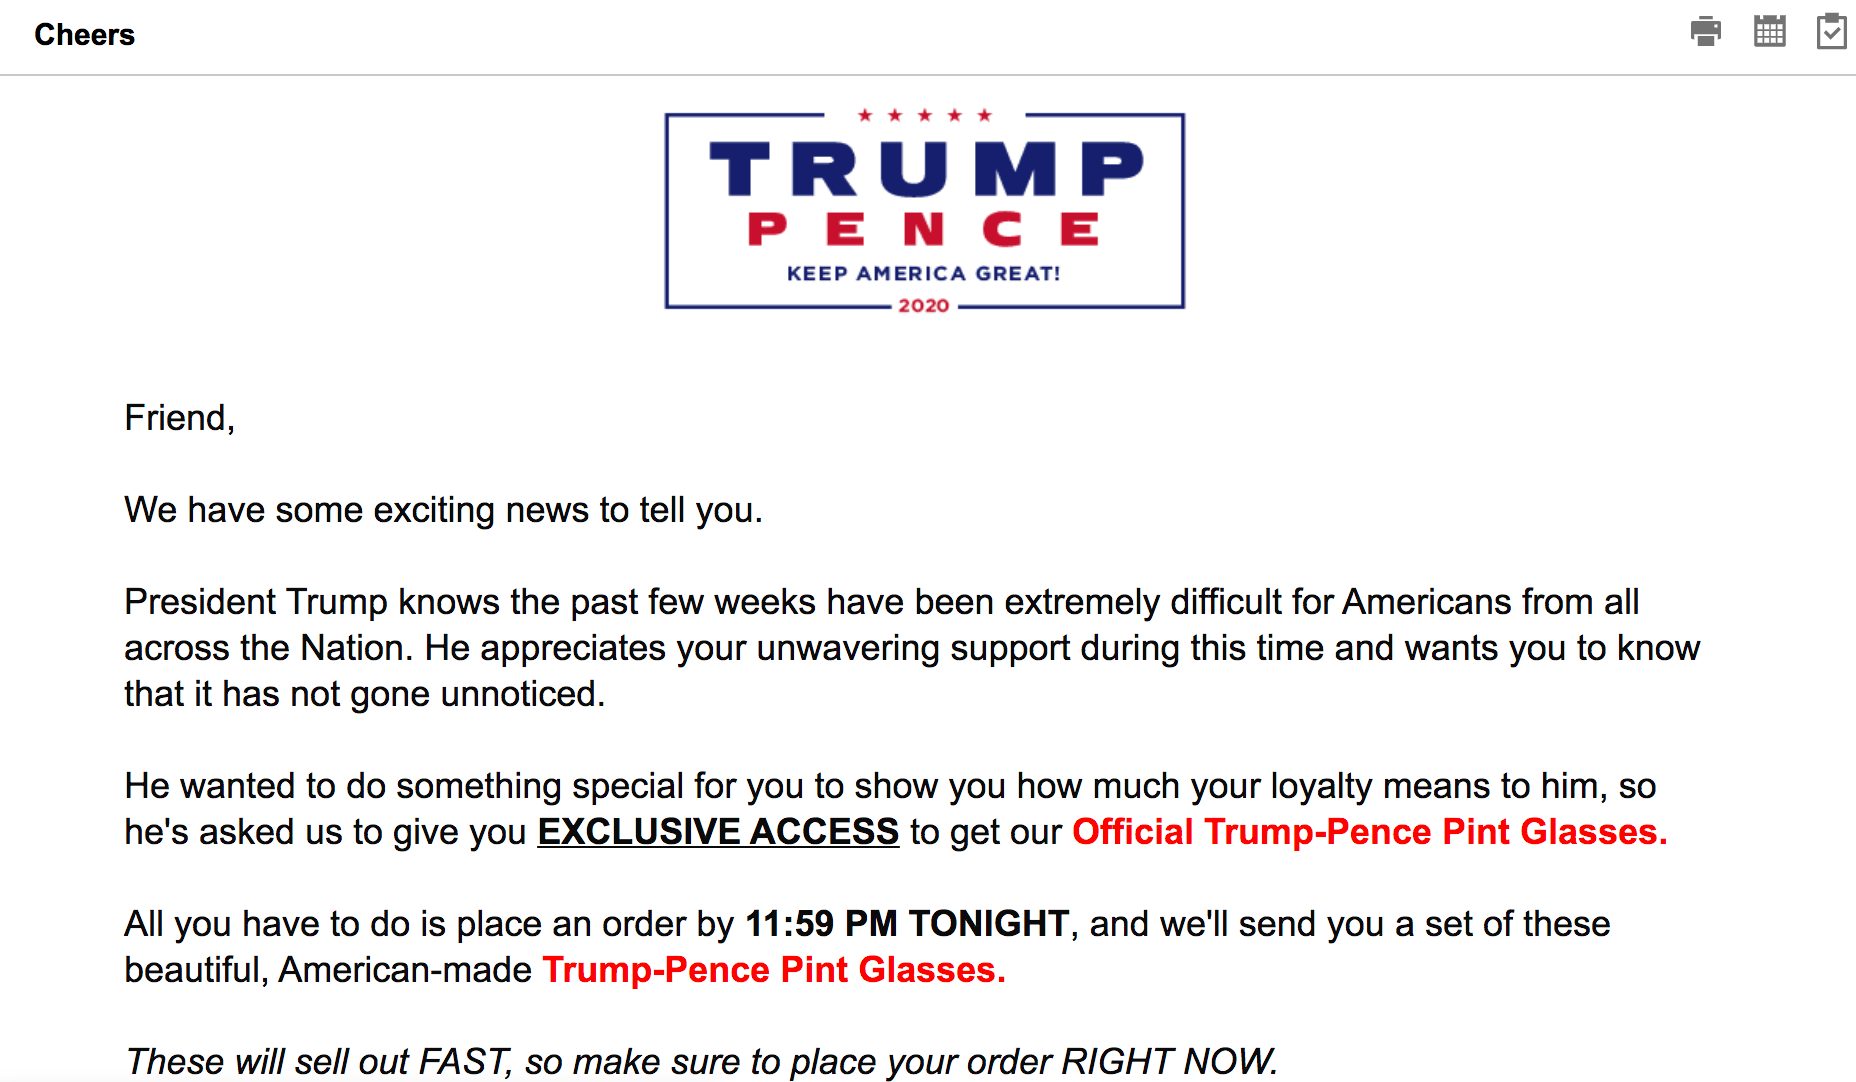 Cheers
TRUMP
PENCE
KEEP AMERICA GREAT!
2020
Friend,
We have some exciting news to tell you.
President Trump knows the past few weeks have been extremely difficult for Americans from all
across the Nation. He appreciates your unwavering support during this time and wants you to know
that it has not gone unnoticed.
He wanted to do something special for you to show you how much your loyalty means to him, so
he's asked us to give you EXCLUSIVE ACCESS to get our Official Trump-Pence Pint Glasses.
All you have to do is place an order by 11:59 PM TONIGHT, and we'll send you a set of these
beautiful, American-made Trump-Pence Pint Glasses.
These will sell out FAST, so make sure to place your order RIGHT NOW.